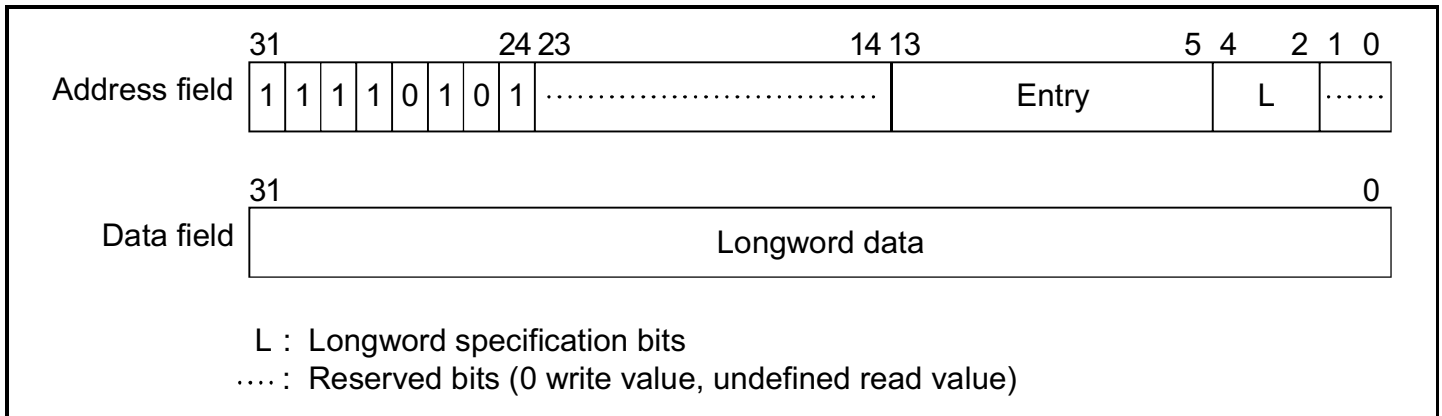 31 24 23 14 13 5 4 2 1 0
Address field 1 1 1 1 0 1 0 1 .................................. Entry L ......
31 0
Data field Longword data
L : Longword specification bits
.... : Reserved bits (0 write value, undefined read value)